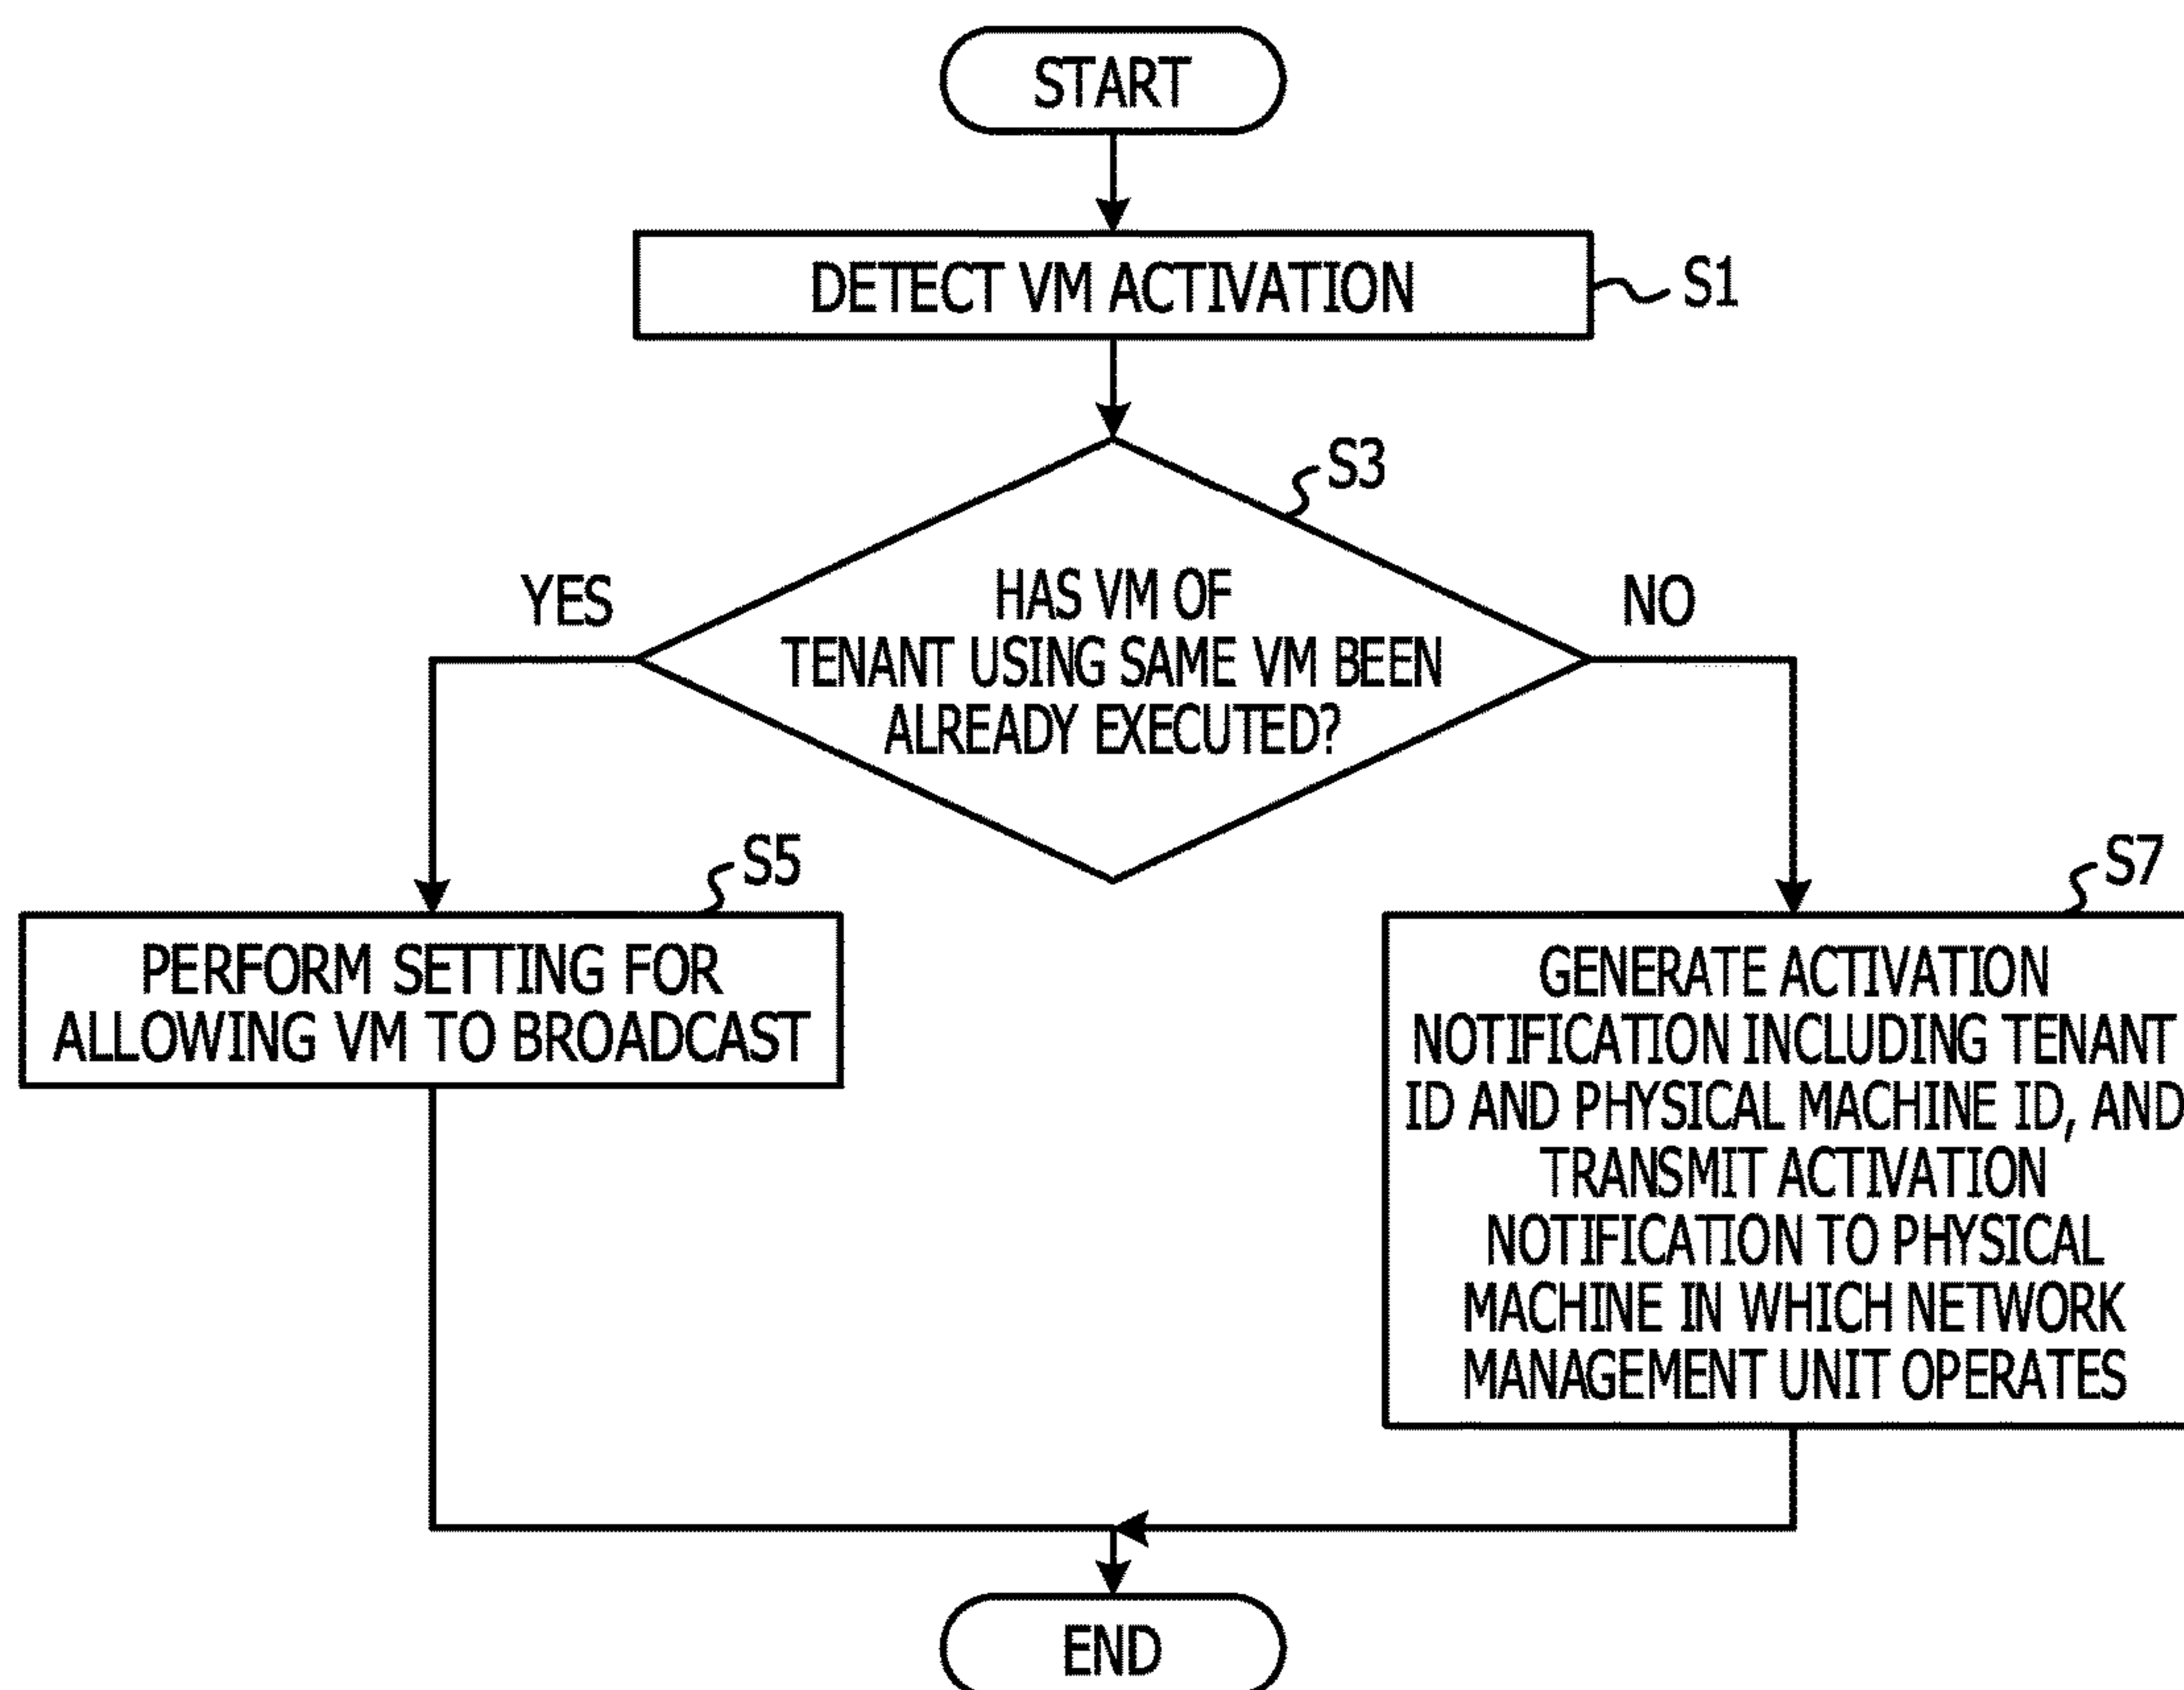 START
DETECT VM ACTIVATION
S1
S3
HAS VM OF
TENANT USING SAME VM BEEN
ALREADY EXECUTED?
YES
NO
S5
PERFORM SETTING FOR
ALLOWING VM TO BROADCAST
S7
GENERATE ACTIVATION
NOTIFICATION INCLUDING TENANT
ID AND PHYSICAL MACHINE ID, AND
TRANSMIT ACTIVATION
NOTIFICATION TO PHYSICAL
MACHINE IN WHICH NETWORK
MANAGEMENT UNIT OPERATES
END